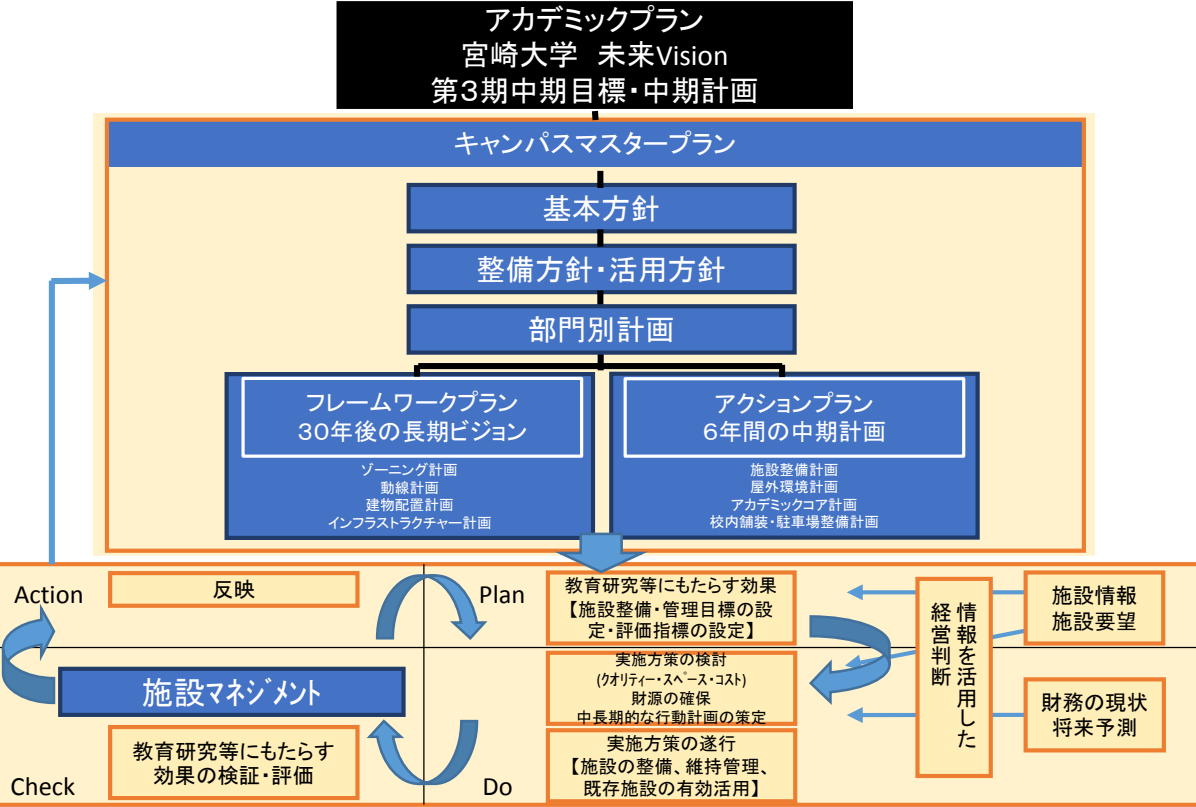 アカデミックプラン
宮崎大学 未来Vision
第3期中期目標・中期計画
キャンパスマスタープラン
基本方針
整備方針・活用方針
部門別計画
フレームワークプラン
30年後の長期ビジョン
ゾーニング計画
動線計画
建物配置計画
インフラストラクチャー計画
アクションプラン
6年間の中期計画
施設整備計画
屋外環境計画
アカデミックコア計画
校内舗装・駐車場整備計画
Action
反映
Plan
教育研究等にもたらす効果
【施設整備・管理目標の設
定・評価指標の設定】
情報を活用した
経営判断
施設情報
施設要望
施設マネジメント
実施方策の検討
(クオリティー・スペース・コスト)
財源の確保
中長期的な行動計画の策定
財務の現状
将来予測
Check
教育研究等にもたらす
効果の検証・評価
Do
実施方策の遂行
【施設の整備、維持管理、
既存施設の有効活用】